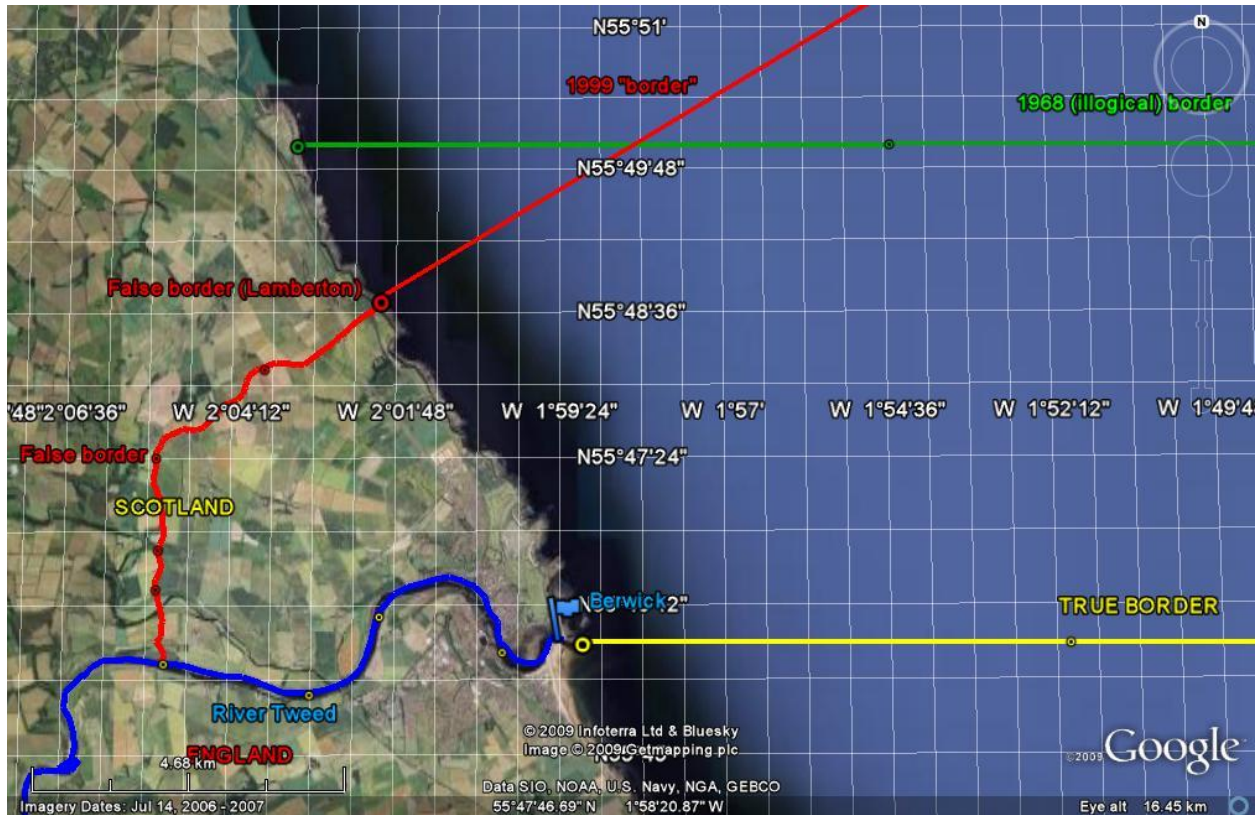 N
N55°51'
1999 "border"
1968 (illogical) border
N55°49'48"
False border (Lamberton)
N55°48'36"
'48"2°06'36"
W 2°04'12"
W 2°01'48"
W 1°59'24"
W 1°57'
W 1°54'36"
W 1°52'12"
False border
N55°47'24"
SCOTLAND
Berwick
TRUE BORDER
River Tweed
ENGLAND
4.68 km
© 2009 Infoterra Ltd & Bluesky
Image © 2009 Getmapping plc
©2009 Google
Data SIO, NOAA, U.S. Navy, NGA, GEBCO
Imagery Dates: Jul 14, 2006 - 2007
55°47'46.69" N 1°58'20.87" W
Eye alt 16.45 km